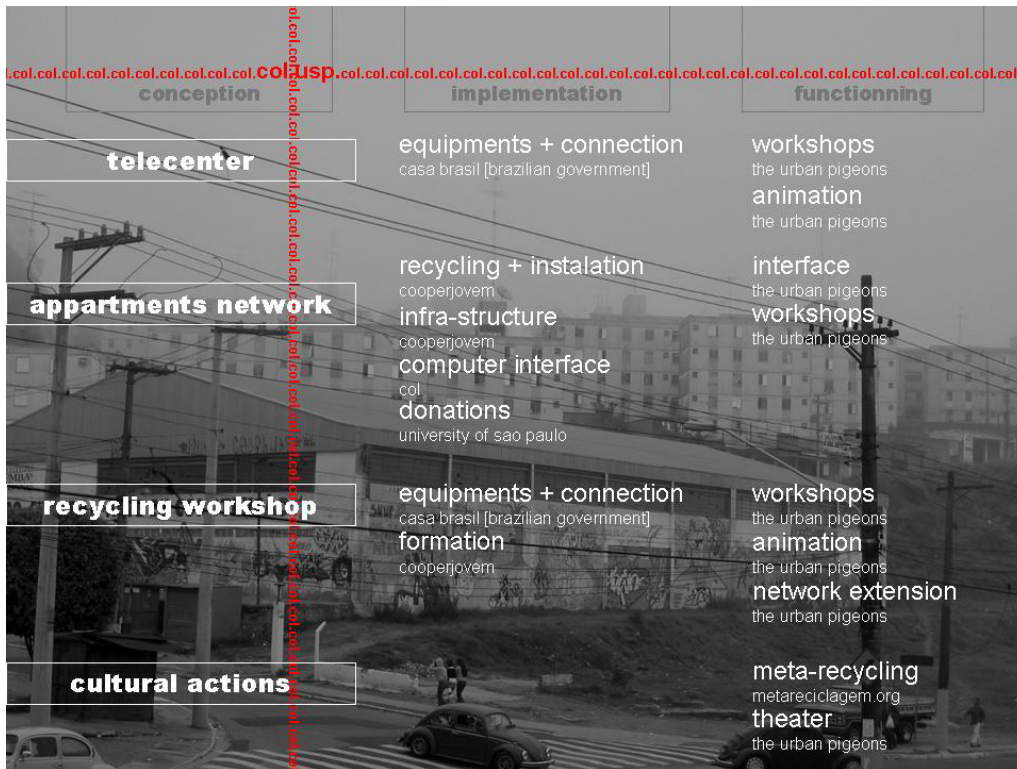 .col.col.col.col.col.col.col.col.col.col.col.usp.col.col.col.col.col.col.col.col.col.col.col.col.col.col.col.col.col.col.col.col.col.col.col.col.col.col
conception
implementation
functionning
telecenter
equipments + connection
casa brasil [brazilian government]
workshops
the urban pigeons
animation
the urban pigeons
appartments network
recycling + instalation
cooperjovem
infra-structure
cooperjovem
computer interface
col
donations
university of sao paulo
interface
the urban pigeons
workshops
the urban pigeons
recycling workshop
equipments + connection
casa brasil [brazilian government]
formation
cooperjovem
workshops
the urban pigeons
animation
the urban pigeons
network extension
the urban pigeons
cultural actions
meta-recycling
metareciclagem.org
theater
the urban pigeons